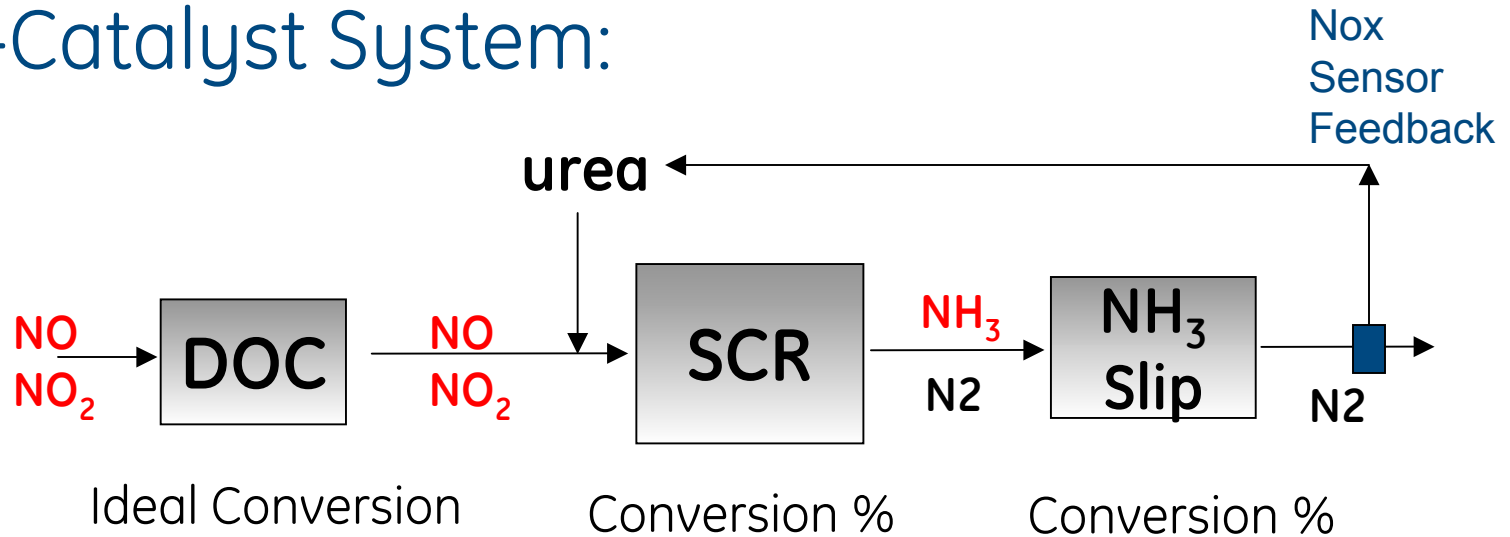 -Catalyst System:
Nox
Sensor
Feedback
urea
NO
NO₂
DOC
NO
NO₂
SCR
NH₃
N2
NH₃
Slip
N2
Ideal Conversion
Conversion %
Conversion %